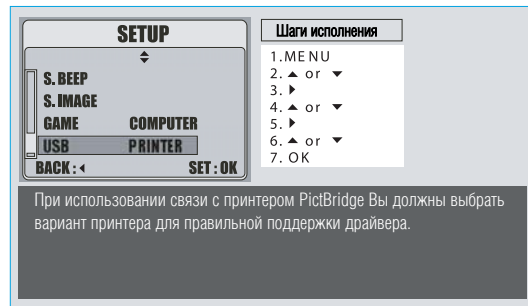 SETUP
S. BEEP
S. IMAGE
GAME COMPUTER
USB PRINTER
BACK : ◂ SET : OK
Шаги исполнения
1.MENU
2. ▲ or ▼
3. ▶
4. ▲ or ▼
5. ▶
6. ▲ or ▼
7. OK
При использовании связи с принтером PictBridge Вы должны выбрать
вариант принтера для правильной поддержки драйвера.